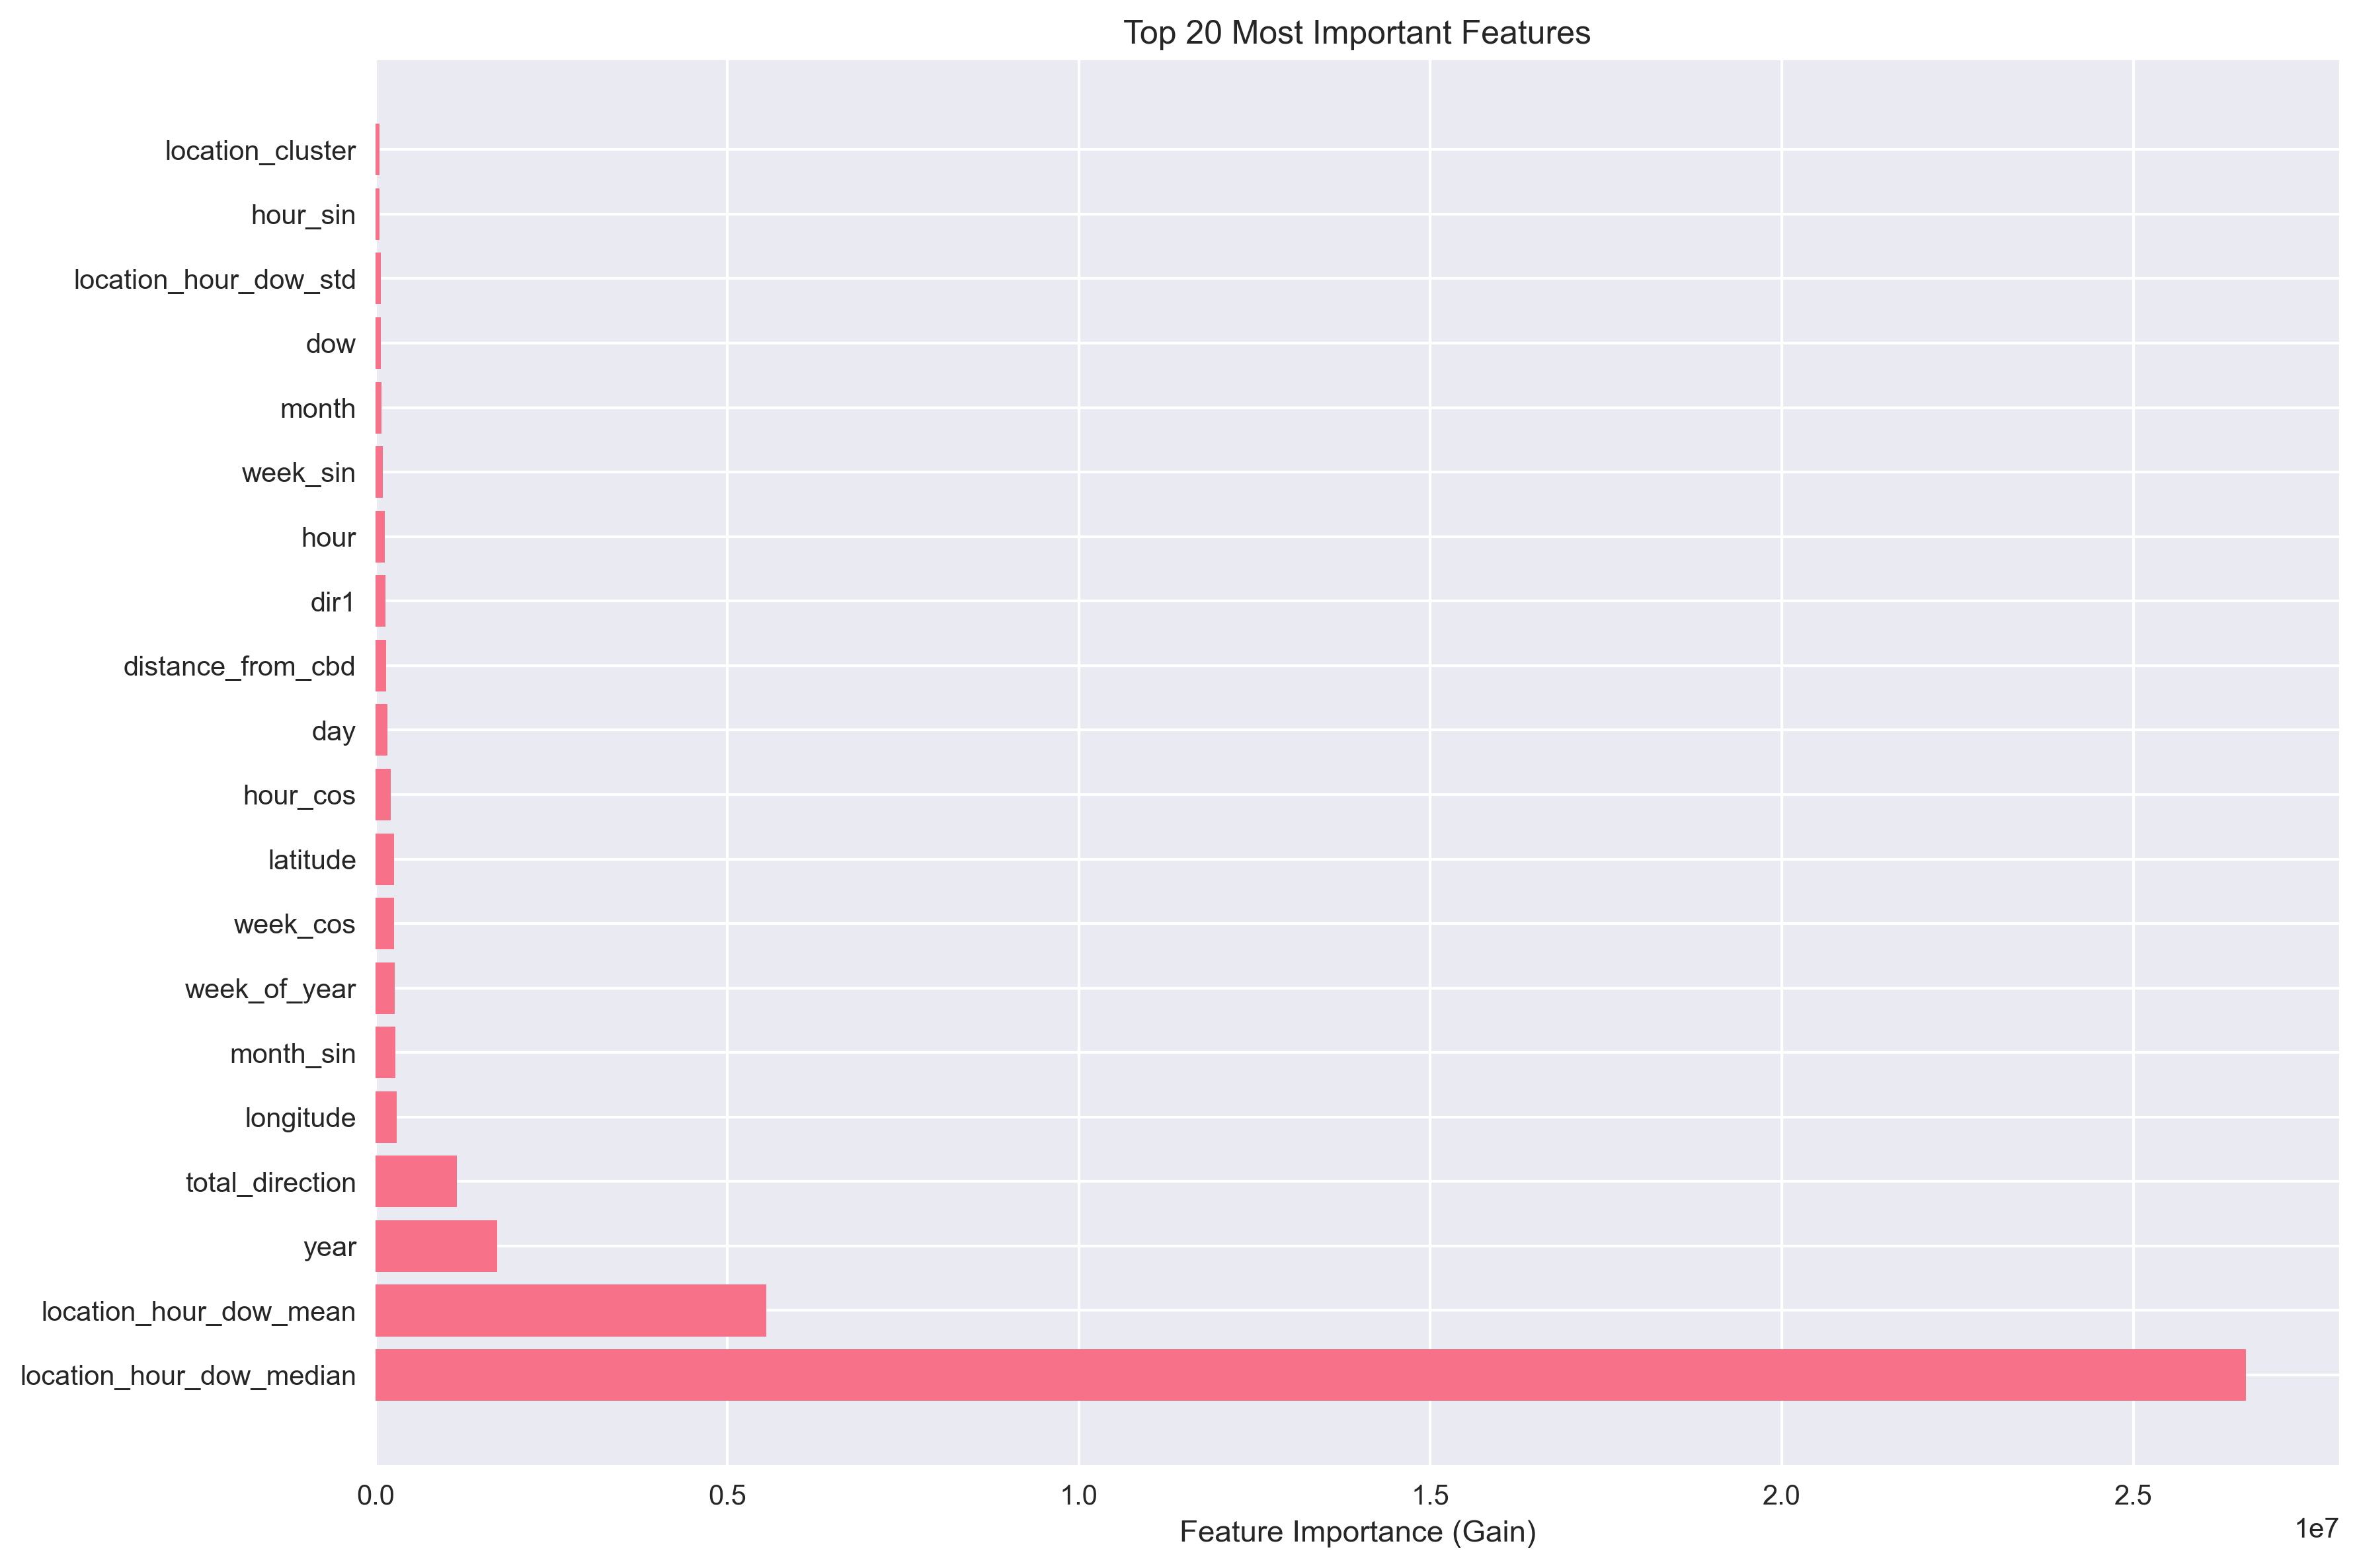 Top 20 Most Important Features
location_cluster
hour_sin
location_hour_dow_std
dow
month
week_sin
hour
dir1
distance_from_cbd
day
hour_cos
latitude
week_cos
week_of_year
month_sin
longitude
total_direction
year
location_hour_dow_mean
location_hour_dow_median
0.0 0.5 1.0 1.5 2.0 2.5
1e7
Feature Importance (Gain)